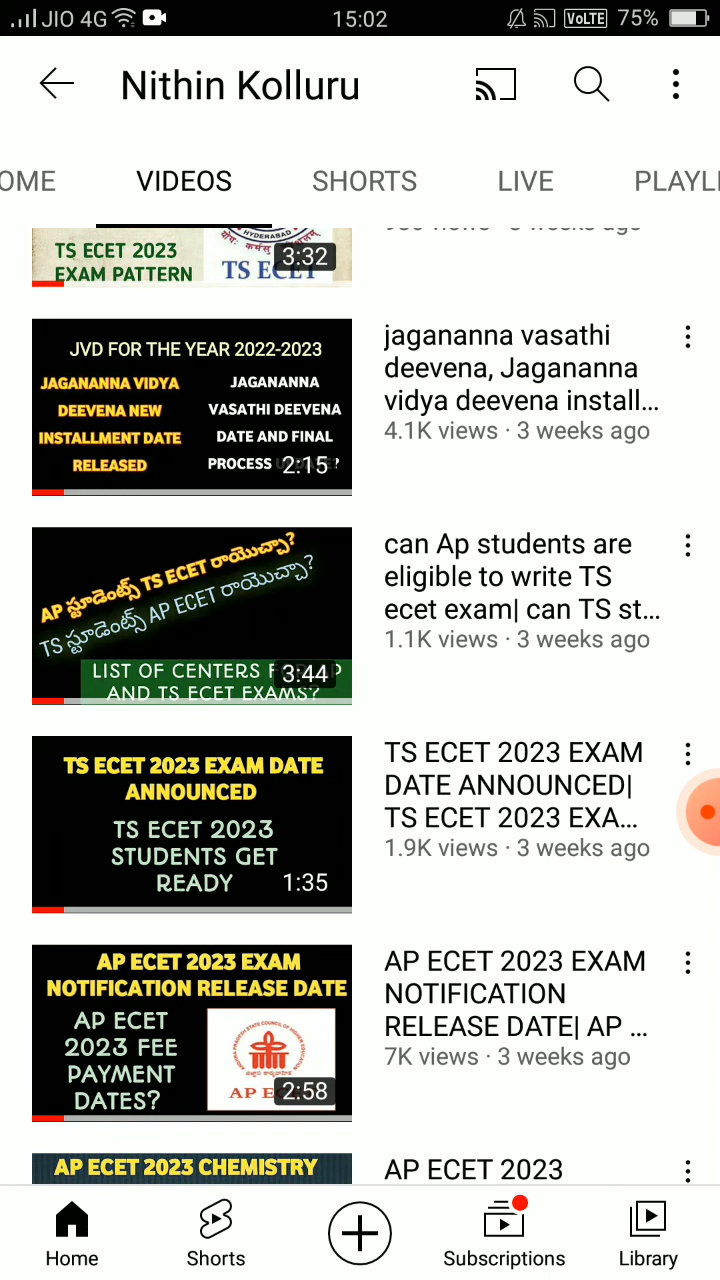 JIO 4G
15:02
VoLTE 75%
Nithin Kolluru
OME VIDEOS SHORTS LIVE PLAYLI
HYDERABAD
TS ECET 2023
EXAM PATTERN
TS ECET
3:32
weeks ago
JVD FOR THE YEAR 2022-2023
JAGANANNA VIDYA
DEEVENA NEW
INSTALLMENT DATE
RELEASED
JAGANANNA
VASATHI DEEVENA
DATE AND FINAL
PROCESS
2:15
jagananna vasathi
deevena, Jagananna
vidya deevena install...
4.1K views · 3 weeks ago
AP స్టూడెంట్స్ TS ECET రాయొచ్చా?
TS స్టూడెంట్స్ AP ECET రాయొచ్చా?
LIST OF CENTERS
AND TS ECET EXAMS?
3:44
can Ap students are
eligible to write TS
ecet exam| can TS st...
1.1K views · 3 weeks ago
TS ECET 2023 EXAM DATE
ANNOUNCED
TS ECET 2023
STUDENTS GET
READY
1:35
TS ECET 2023 EXAM
DATE ANNOUNCED|
TS ECET 2023 EXA...
1.9K views · 3 weeks ago
AP ECET 2023 EXAM
NOTIFICATION RELEASE DATE
AP ECET
2023 FEE
PAYMENT
DATES?
2:58
AP ECET 2023 EXAM
NOTIFICATION
RELEASE DATE| AP ...
7K views · 3 weeks ago
AP ECET 2023 CHEMISTRY
AP ECET 2023
Home Shorts Subscriptions Library